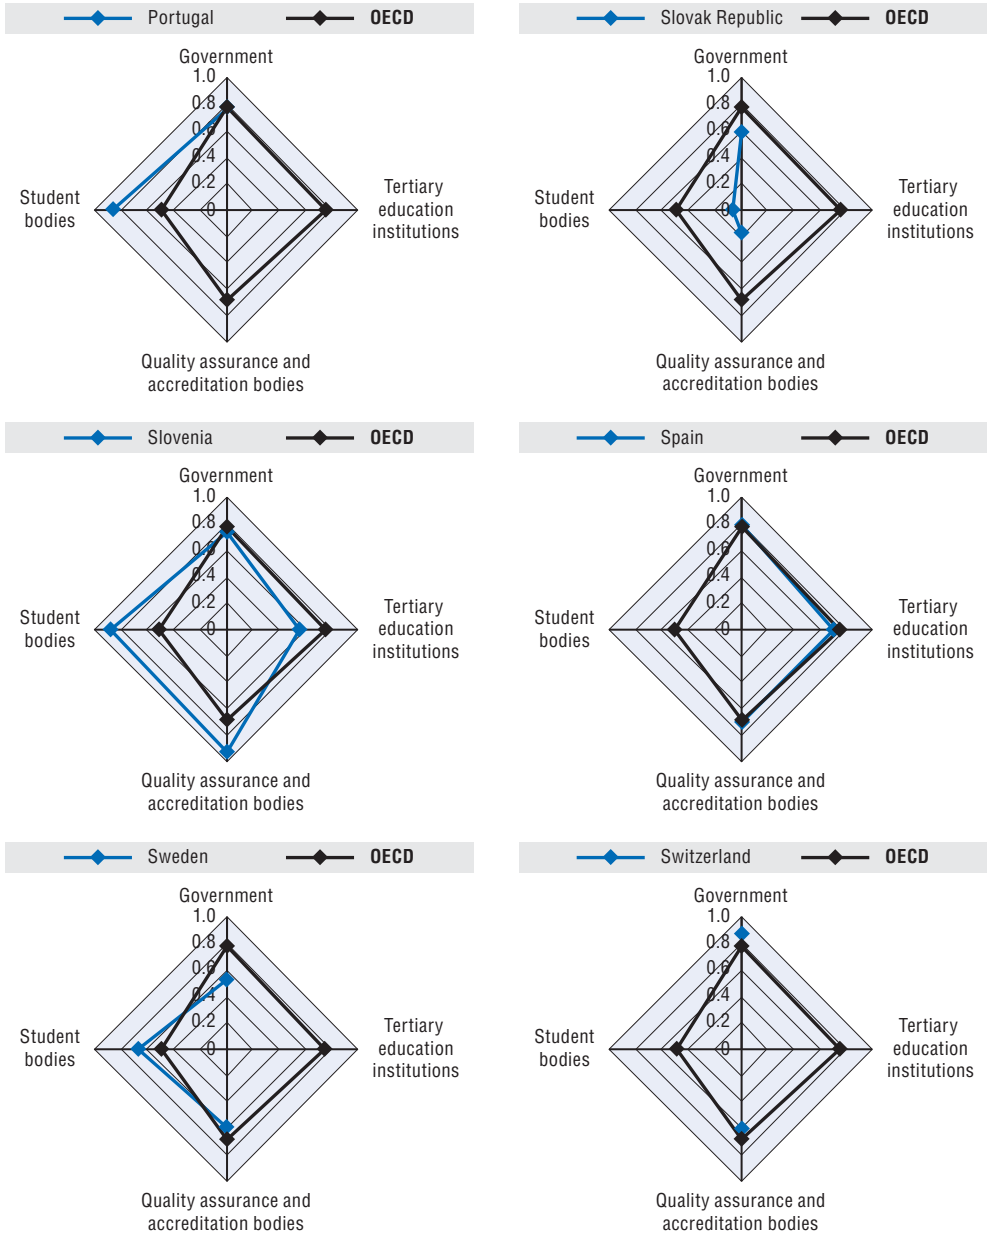 Portugal OECD
Government
1.0
0.8
0.6
0.4
0.2
0
Student
bodies
Tertiary
education
institutions
Quality assurance and
accreditation bodies
Slovak Republic OECD
Government
1.0
0.8
0.6
0.4
0.2
0
Student
bodies
Tertiary
education
institutions
Quality assurance and
accreditation bodies
Slovenia OECD
Government
1.0
0.8
0.6
0.4
0.2
0
Student
bodies
Tertiary
education
institutions
Quality assurance and
accreditation bodies
Spain OECD
Government
1.0
0.8
0.6
0.4
0.2
0
Student
bodies
Tertiary
education
institutions
Quality assurance and
accreditation bodies
Sweden OECD
Government
1.0
0.8
0.6
0.4
0.2
0
Student
bodies
Tertiary
education
institutions
Quality assurance and
accreditation bodies
Switzerland OECD
Government
1.0
0.8
0.6
0.4
0.2
0
Student
bodies
Tertiary
education
institutions
Quality assurance and
accreditation bodies